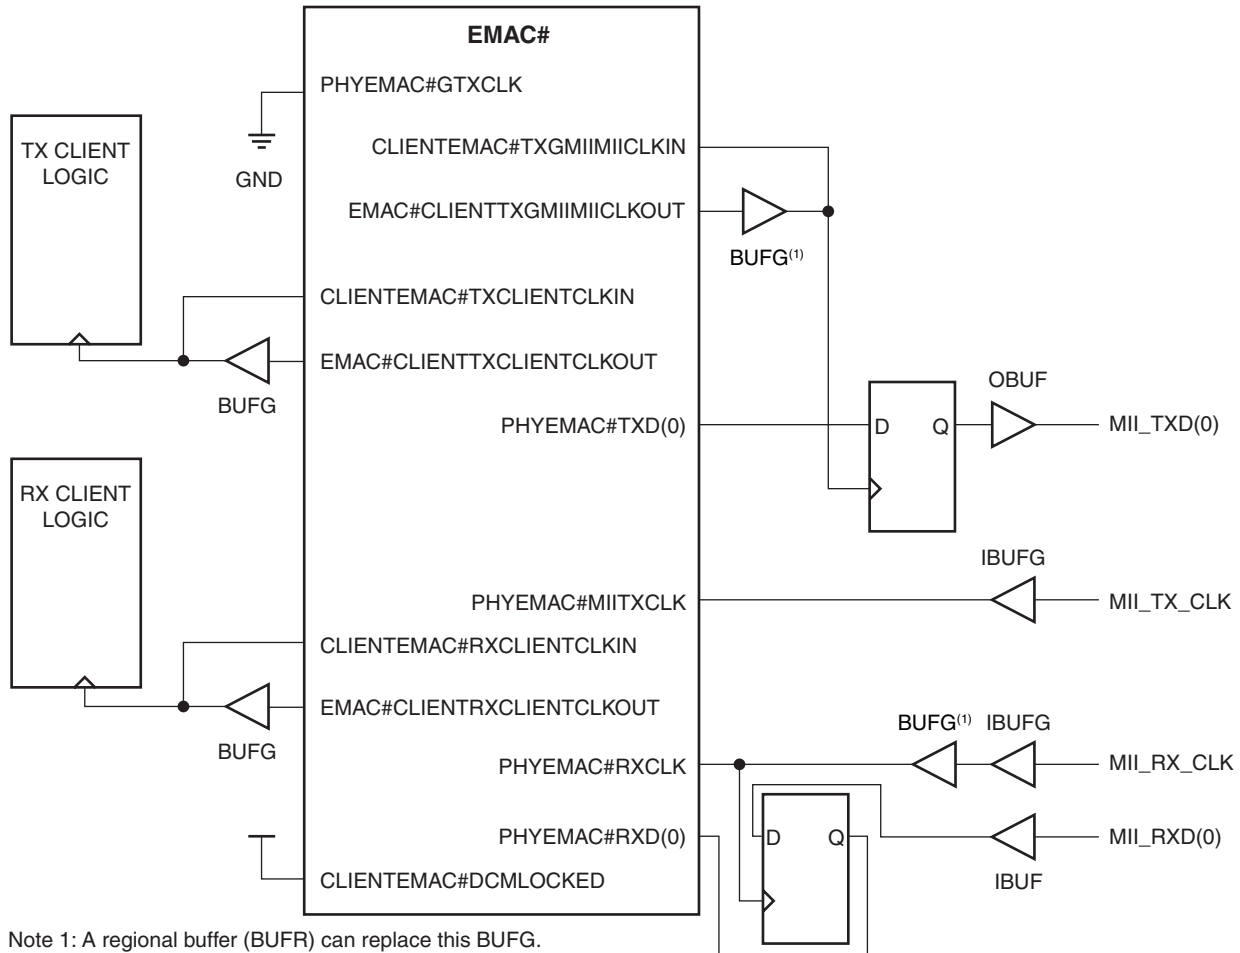 EMAC#
PHYEMAC#GTXCLK
TX CLIENT
LOGIC
GND
CLIENTEMAC#TXGMIIMIICLKIN
EMAC#CLIENTTXGMIIMIICLKOUT
BUFG(1)
CLIENTEMAC#TXCLIENTCLKIN
EMAC#CLIENTTXCLIENTCLKOUT
BUFG
OBUF
PHYEMAC#TXD(0)
D Q
MII_TXD(0)
RX CLIENT
LOGIC
IBUFG
PHYEMAC#MIITXCLK
MII_TX_CLK
CLIENTEMAC#RXCLIENTCLKIN
EMAC#CLIENTRXCLIENTCLKOUT
BUFG
BUFG(1) IBUFG
PHYEMAC#RXCLK
MII_RX_CLK
PHYEMAC#RXD(0)
D Q
MII_RXD(0)
IBUF
CLIENTEMAC#DCMLOCKED
Note 1: A regional buffer (BUFR) can replace this BUFG.